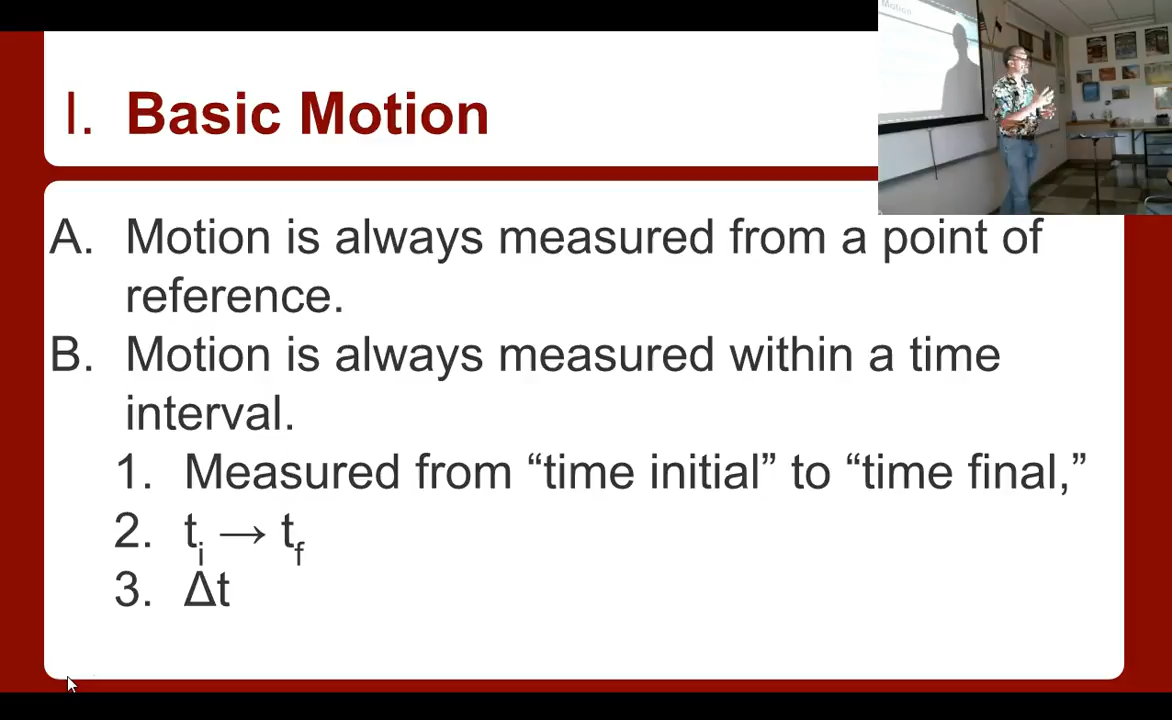 I. Basic Motion
Motion
A. Motion is always measured from a point of
reference.
B. Motion is always measured within a time
interval.
1. Measured from “time initial” to “time final,”
2. tᵢ → t_f
3. Δt